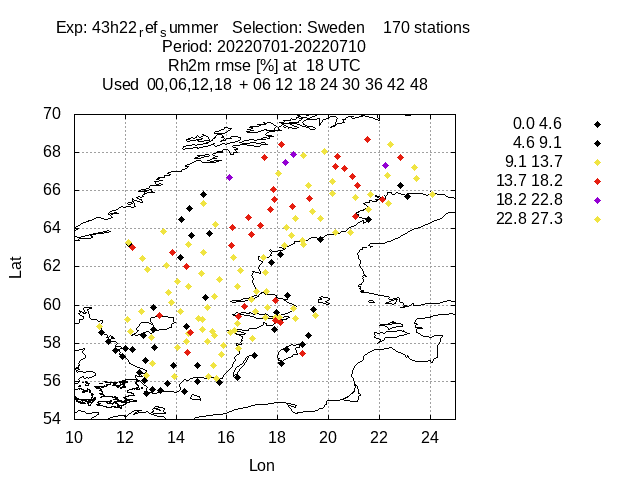 Exp: 43h22refsummer Selection: Sweden 170 stations
Period: 20220701-20220710
Rh2m rmse [%] at 18 UTC
Used 00,06,12,18 + 06 12 18 24 30 36 42 48
0.0 4.6
4.6 9.1
9.1 13.7
13.7 18.2
18.2 22.8
22.8 27.3
Lat
70
68
66
64
62
60
58
56
54
10 12 14 16 18 20 22 24
Lon